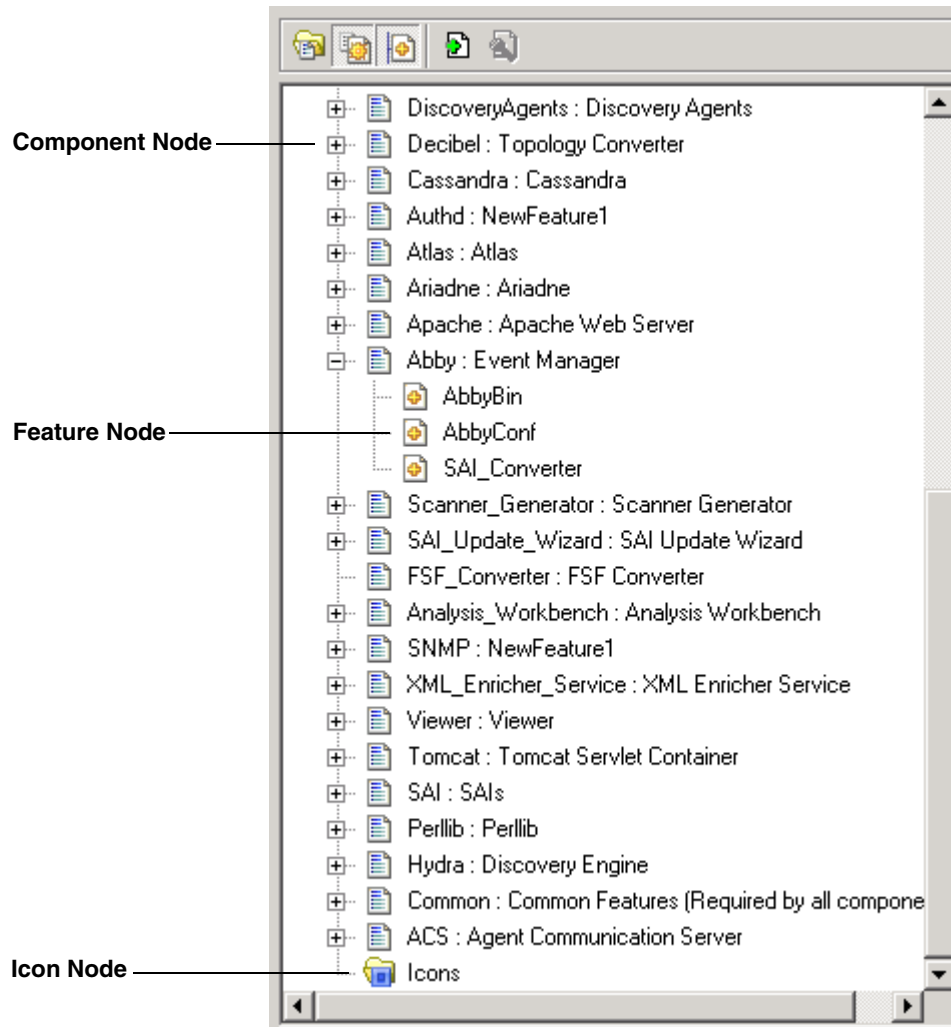 DiscoveryAgents : Discovery Agents
Component Node
Decibel : Topology Converter
Cassandra : Cassandra
Authd : NewFeature1
Atlas : Atlas
Ariadne : Ariadne
Apache : Apache Web Server
Abby : Event Manager
AbbyBin
Feature Node
AbbyConf
SAI_Converter
Scanner_Generator : Scanner Generator
SAI_Update_Wizard : SAI Update Wizard
FSF_Converter : FSF Converter
Analysis_Workbench : Analysis Workbench
SNMP : NewFeature1
XML_Enricher_Service : XML Enricher Service
Viewer : Viewer
Tomcat : Tomcat Servlet Container
SAI : SAIs
Perllib : Perllib
Hydra : Discovery Engine
Common : Common Features (Required by all compone
ACS : Agent Communication Server
Icon Node
Icons